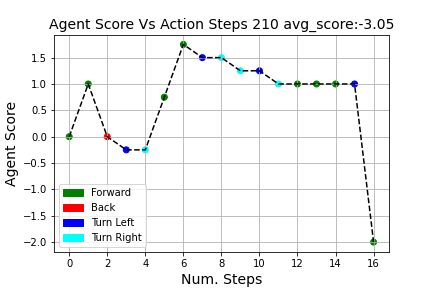 Agent Score Vs Action Steps 210 avg_score:-3.05
Agent Score
1.5
1.0
0.5
0.0
−0.5
−1.0
−1.5
−2.0
Forward
Back
Turn Left
Turn Right
0 2 4 6 8 10 12 14 16
Num. Steps